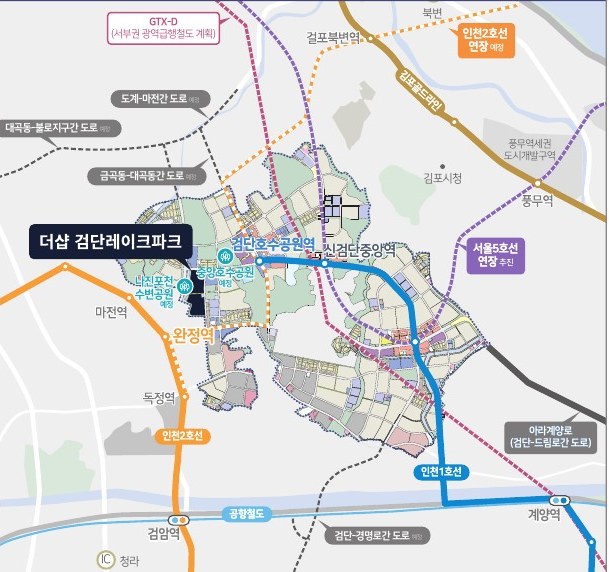 GTX-D
(서부권 광역급행철도 계획)
북변
걸포북변역
인천2호선
연장 예정
김포골드라인
도계-마전간 도로 예정
대곡동-불로지구간 도로 예정
금곡동-대곡동간 도로 예정
풍무역세권
도시개발구역
김포시청
풍무역
더샵 검단레이크파크
검단호수공원역
신검단중앙역
서울5호선
연장 추진
중앙호수공원
예정
나진포천
수변공원
예정
마전역
완정역
독정역
인천2호선
아라계양로
(검단-드림로간 도로)
인천1호선
공항철도
계양역
검암역
검단-경명로간 도로 예정
IC 청라